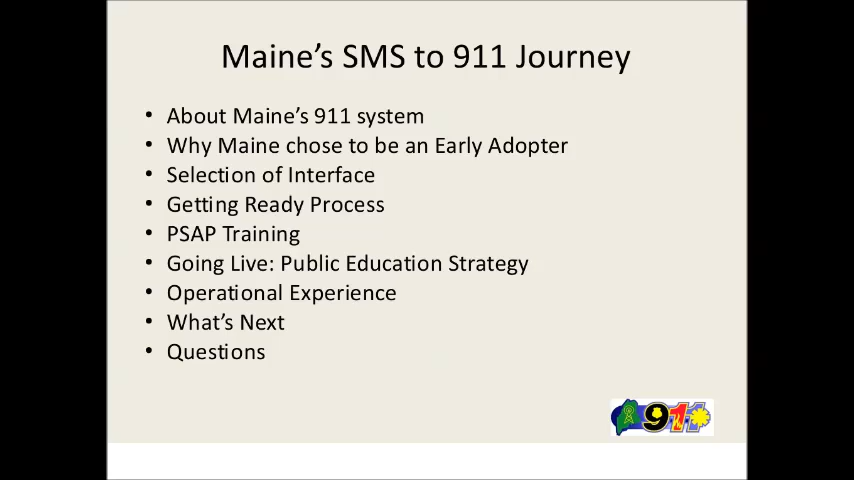 Maine's SMS to 911 Journey
• About Maine's 911 system
• Why Maine chose to be an Early Adopter
• Selection of Interface
• Getting Ready Process
• PSAP Training
• Going Live: Public Education Strategy
• Operational Experience
• What's Next
• Questions
911